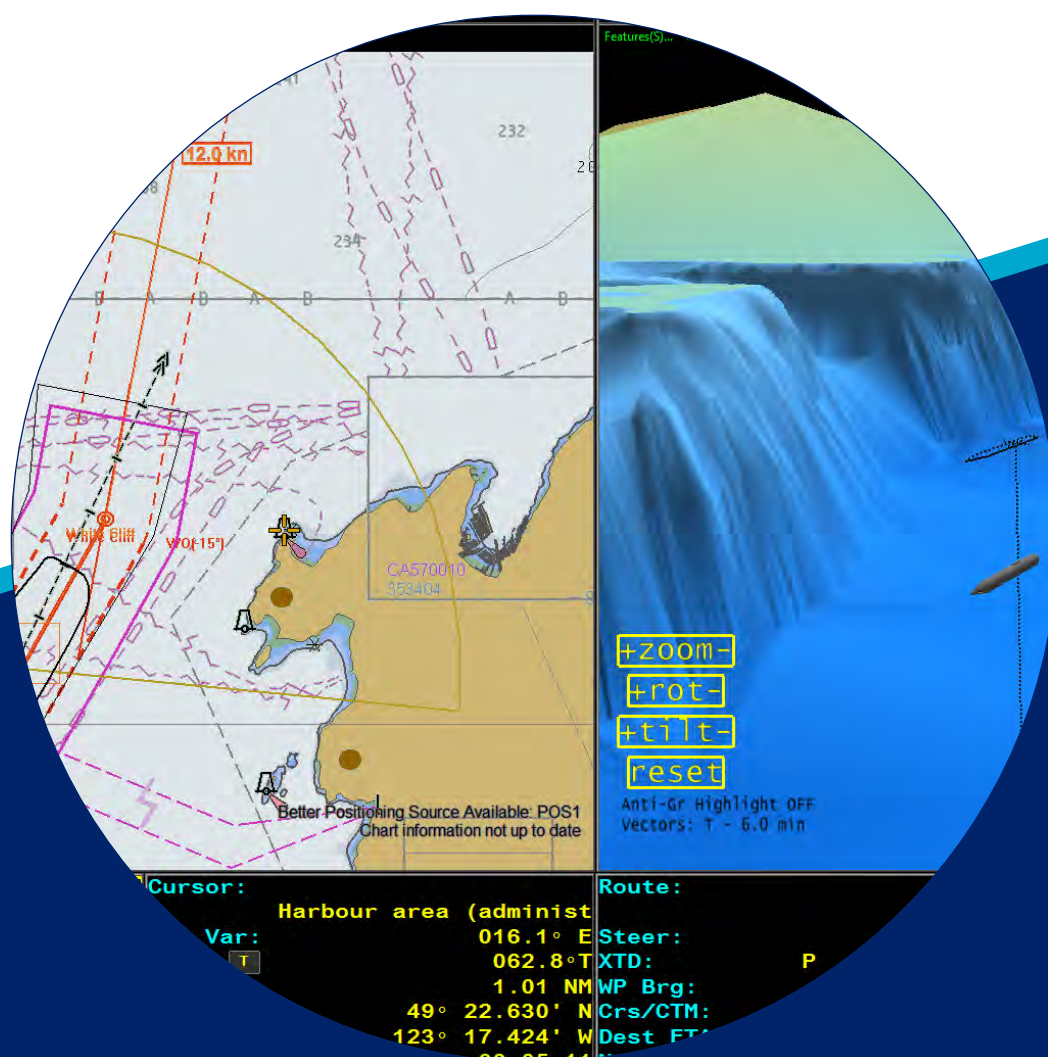 Features(S)...
232
12.0 kn
234
B A B A B
A B
White Cliff
WO(-15°)
CA570010
353404
+zoom-
+rot-
+tilt-
reset
Anti-Gr Highlight OFF
Vectors: T - 6.0 min
Better Positioning Source Available: POS1
Chart information not up to date
Cursor:
Harbour area (administ
Var: 016.1° E
T 062.8°T
1.01 NM
49° 22.630' N
123° 17.424' W
Route:
Steer:
XTD: P
WP Brg:
Crs/CTM:
Dest